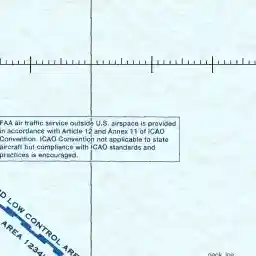 FAA air traffic service outside U.S. airspace is provided
in accordance with Article 12 and Annex 11 of ICAO
Convention. ICAO Convention not applicable to state
aircraft but compliance with ICAO standards and
practices is encouraged.
LOW CONTROL
AREA 1234